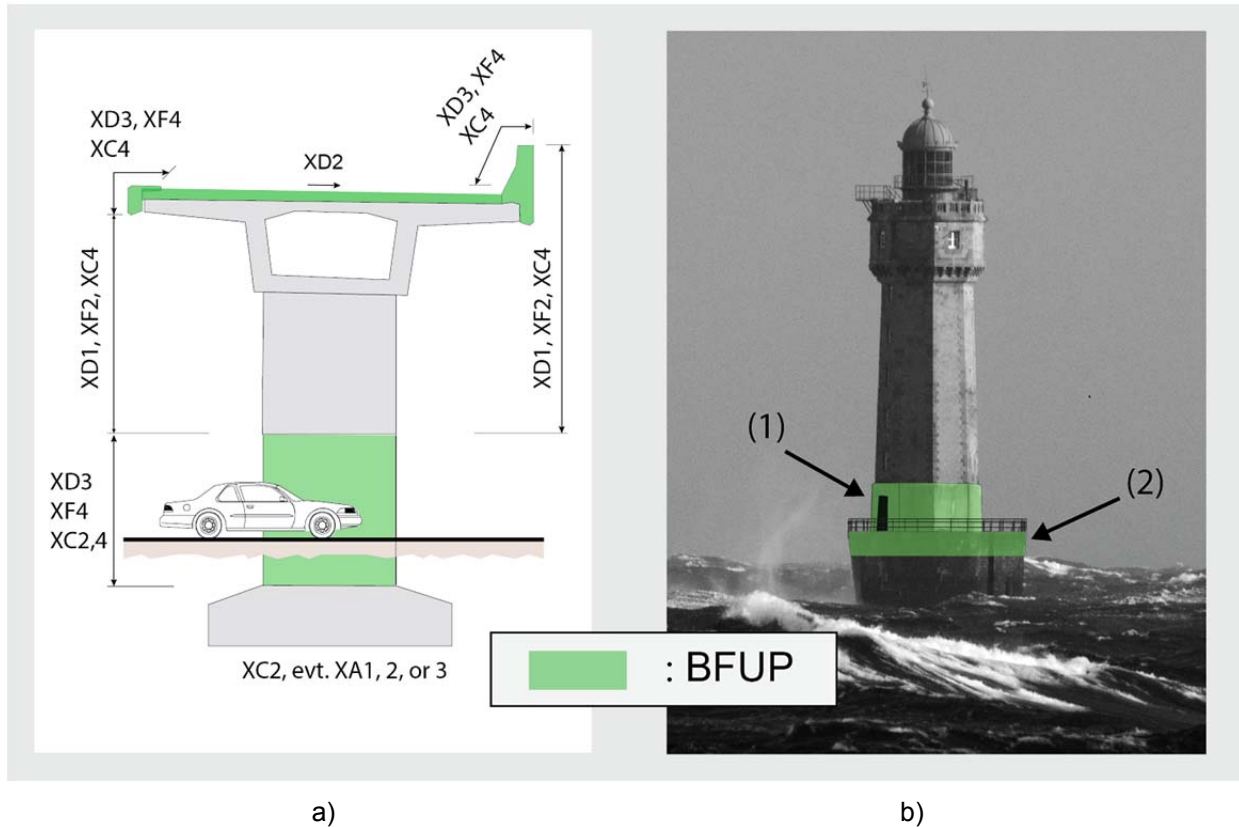 XD3, XF4
XC4
XD2
XD3, XF4
XC4
XD1, XF2, XC4
XD1, XF2, XC4
XD3
XF4
XC2,4
XC2, evt. XA1, 2, or 3
(1)
(2)
: BFUP
a)
b)